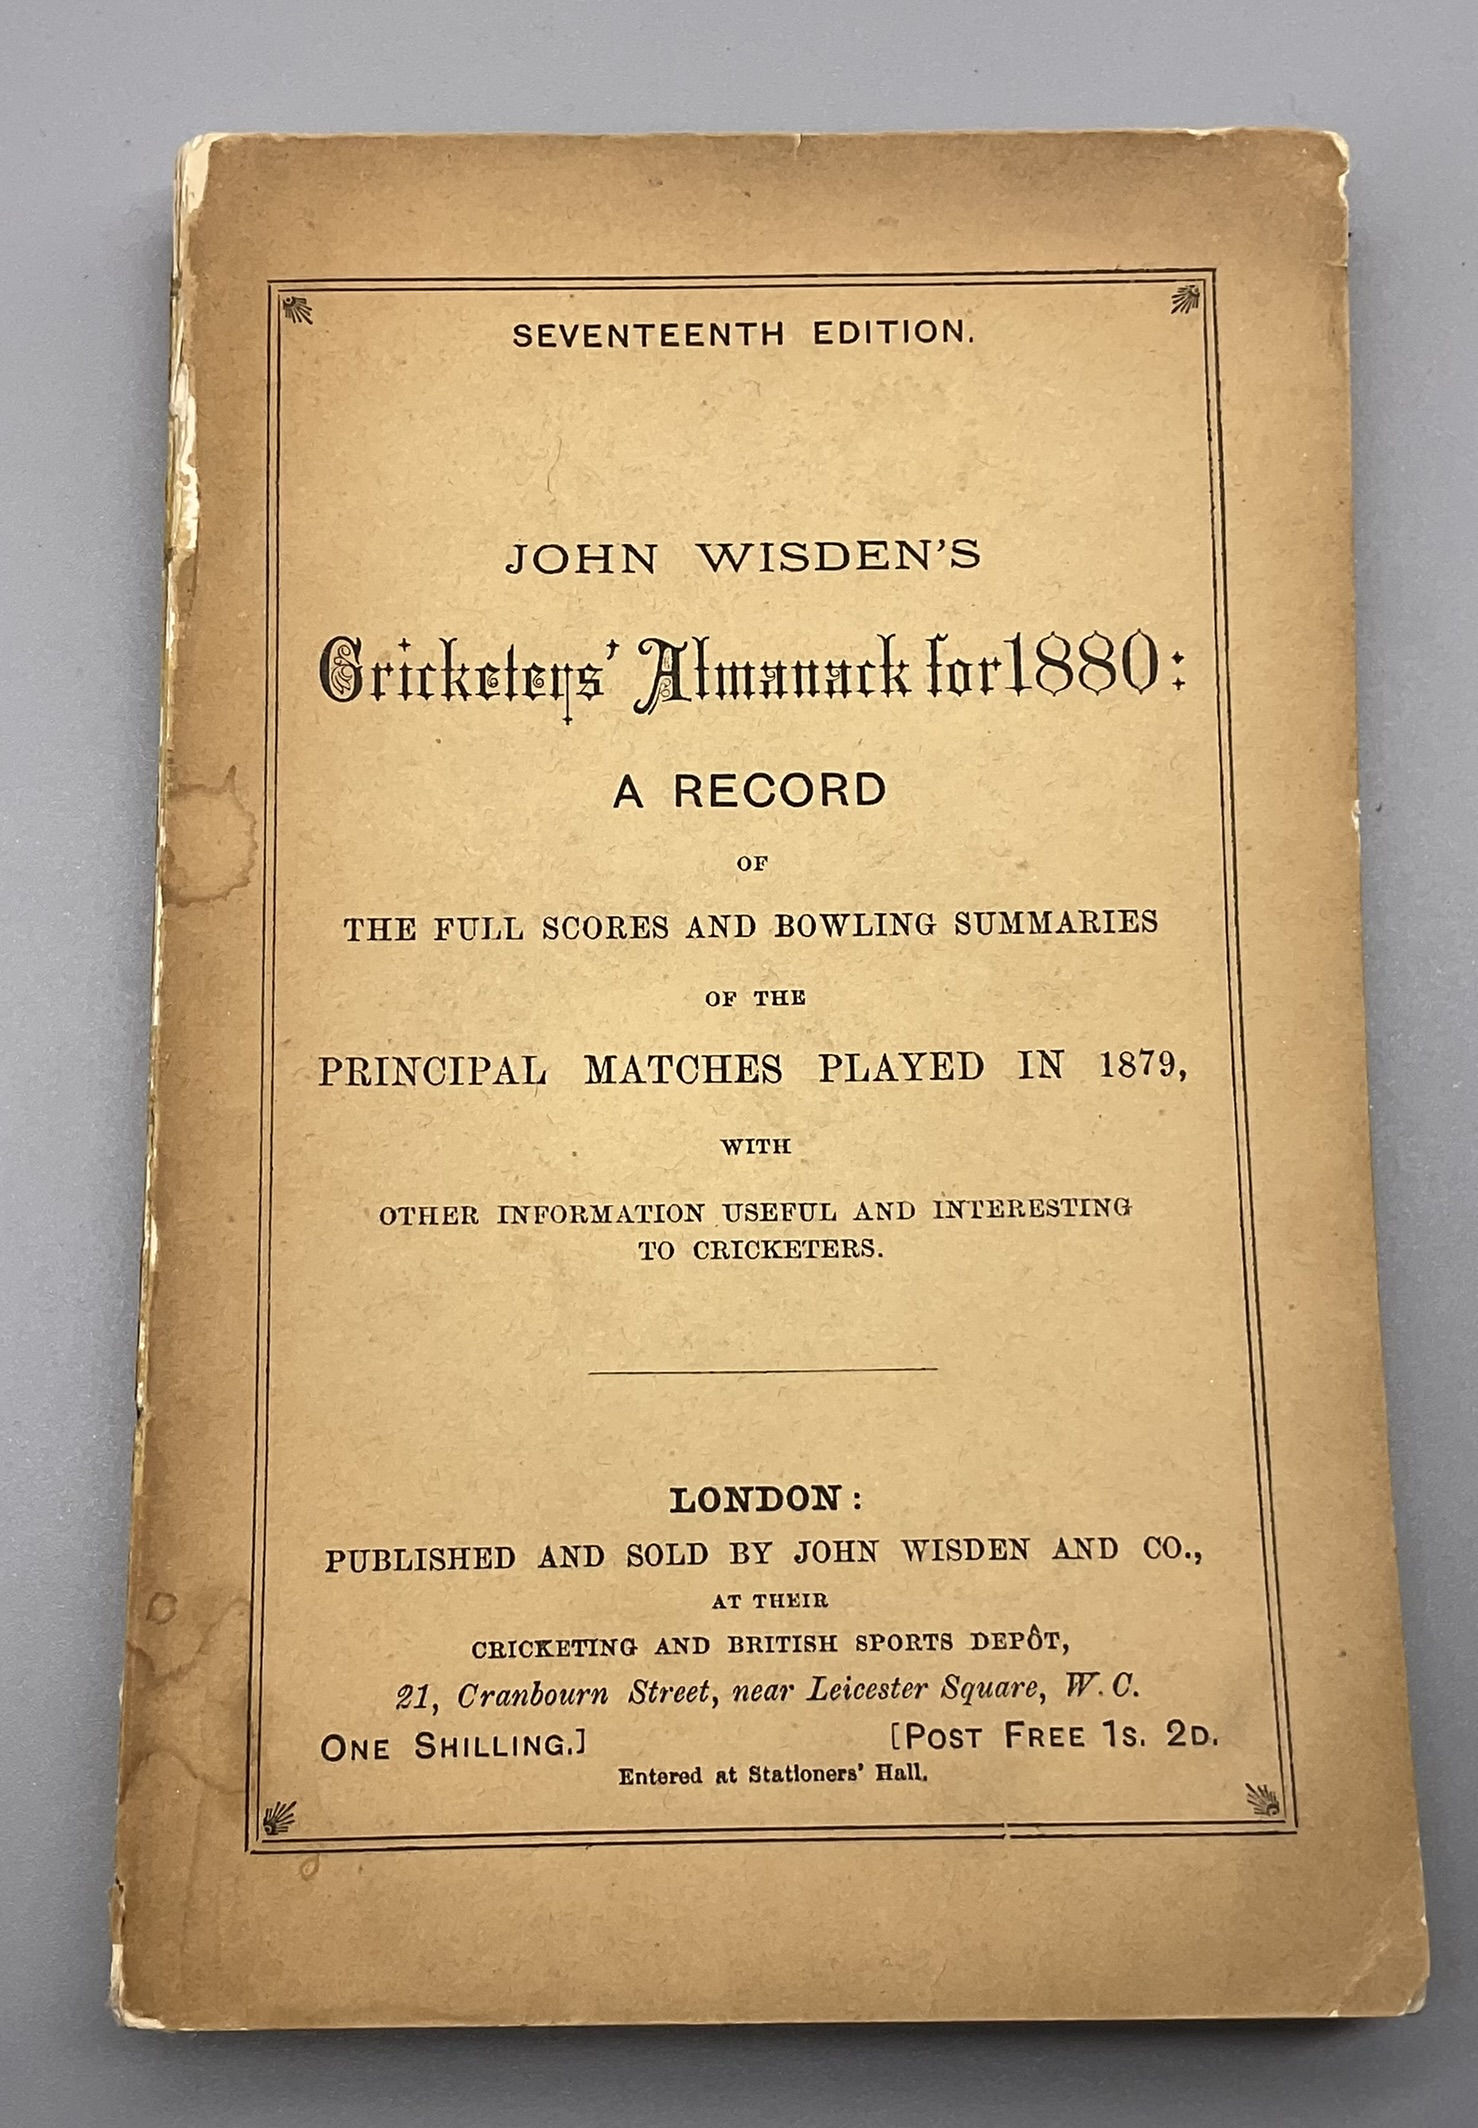 SEVENTEENTH EDITION.
JOHN WISDEN'S
Cricketers' Almanack for 1880:
A RECORD
OF
THE FULL SCORES AND BOWLING SUMMARIES
OF THE
PRINCIPAL MATCHES PLAYED IN 1879,
WITH
OTHER INFORMATION USEFUL AND INTERESTING
TO CRICKETERS.
LONDON:
PUBLISHED AND SOLD BY JOHN WISDEN AND CO.,
AT THEIR
CRICKETING AND BRITISH SPORTS DEPÔT,
21, Cranbourn Street, near Leicester Square, W.C.
ONE SHILLING.] [POST FREE 1S. 2D.
Entered at Stationers' Hall.